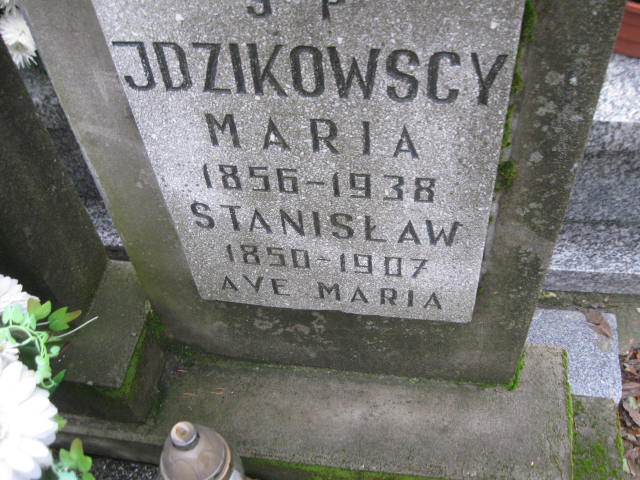 Ś P
JDZIKOWSCY
MARIA
1856-1938
STANISŁAW
1850-1907
AVE MARIA